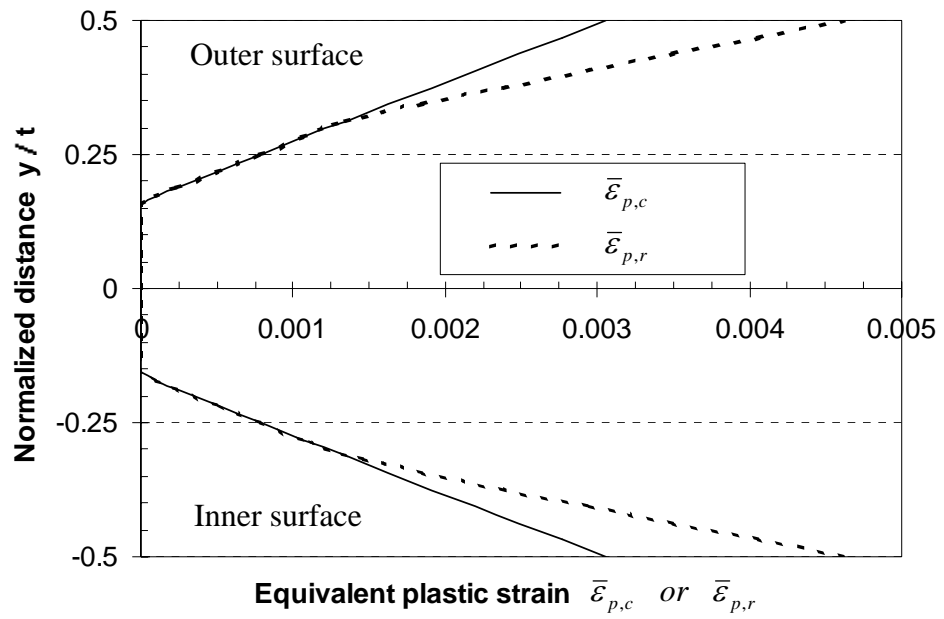 0.5
Outer surface
0.25
ε̄p,c
ε̄p,r
0
0 0.001 0.002 0.003 0.004 0.005
-0.25
Inner surface
-0.5
Normalized distance y / t
Equivalent plastic strain ε̄p,c or ε̄p,r